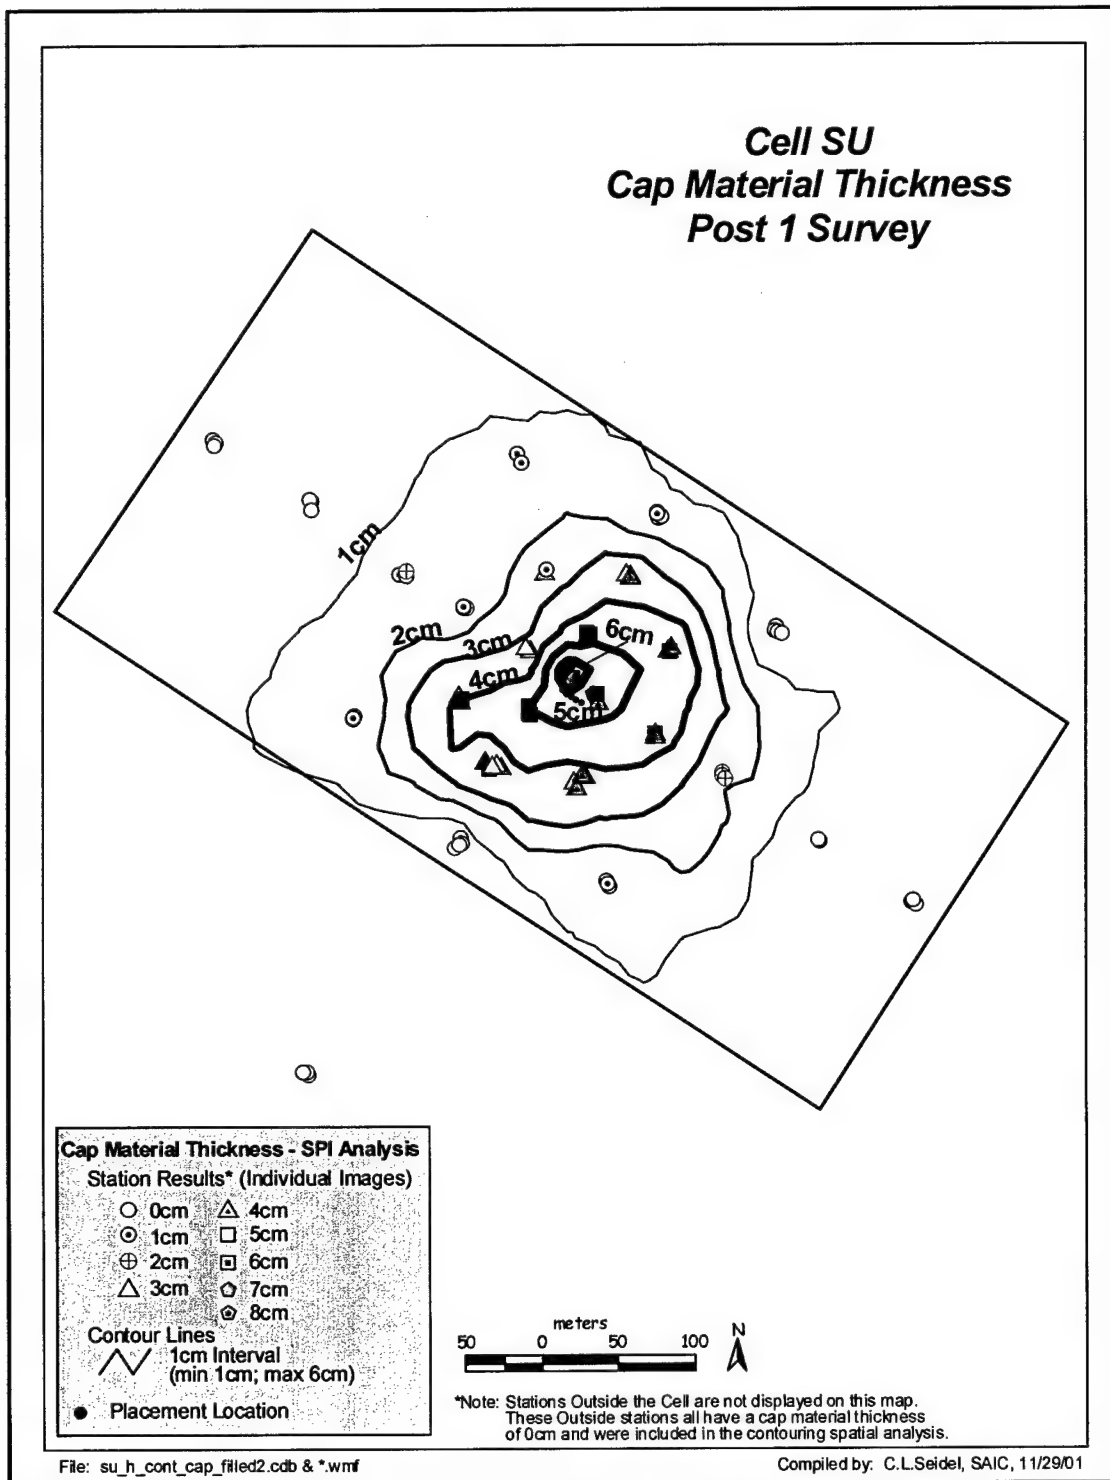 Cell SU
Cap Material Thickness
Post 1 Survey
1cm
2cm
3cm
4cm
6cm
5cm
Cap Material Thickness - SPI Analysis
Station Results* (Individual Images)
0cm
1cm
2cm
3cm
4cm
5cm
6cm
7cm
8cm
Contour Lines
1cm Interval
(min 1cm; max 6cm)
Placement Location
meters
50 0 50 100
N
*Note: Stations Outside the Cell are not displayed on this map.
These Outside stations all have a cap material thickness
of 0cm and were included in the contouring spatial analysis.
File: su_h_cont_cap_filled2.cdb & *.wmf
Compiled by: C.L.Seidel, SAIC, 11/29/01